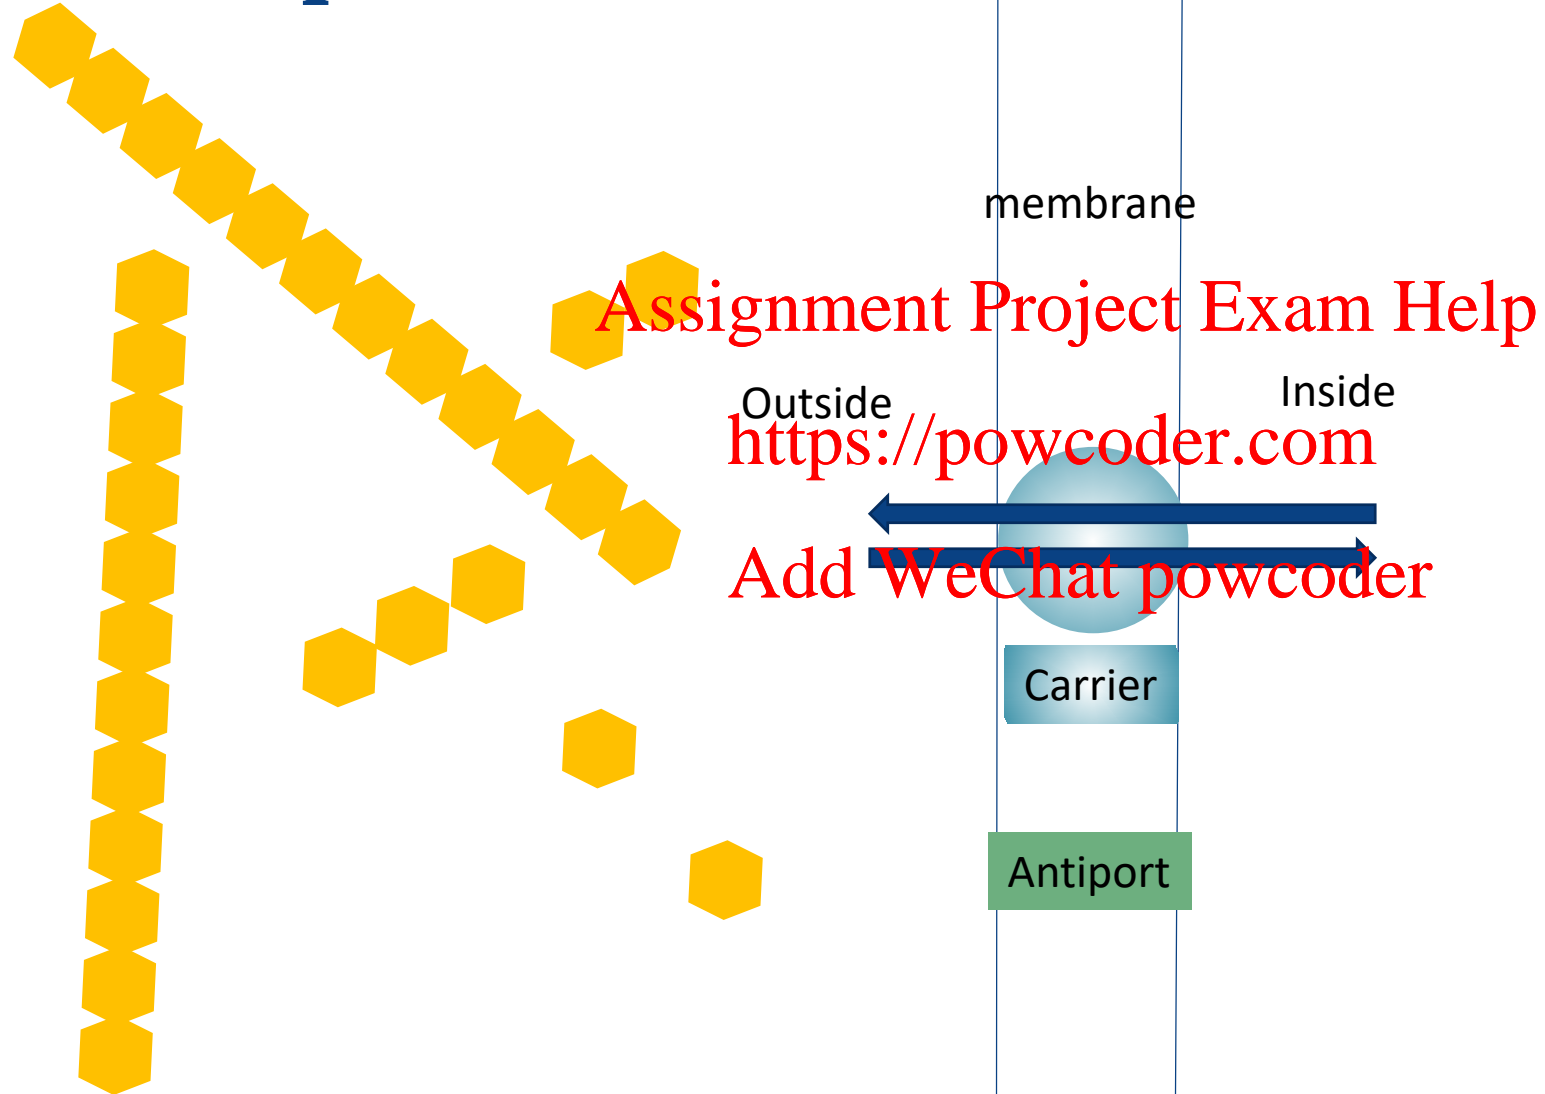 membrane
Assignment Project Exam Help
Outside
Inside
https://powcoder.com
Add WeChat powcoder
Carrier
Antiport